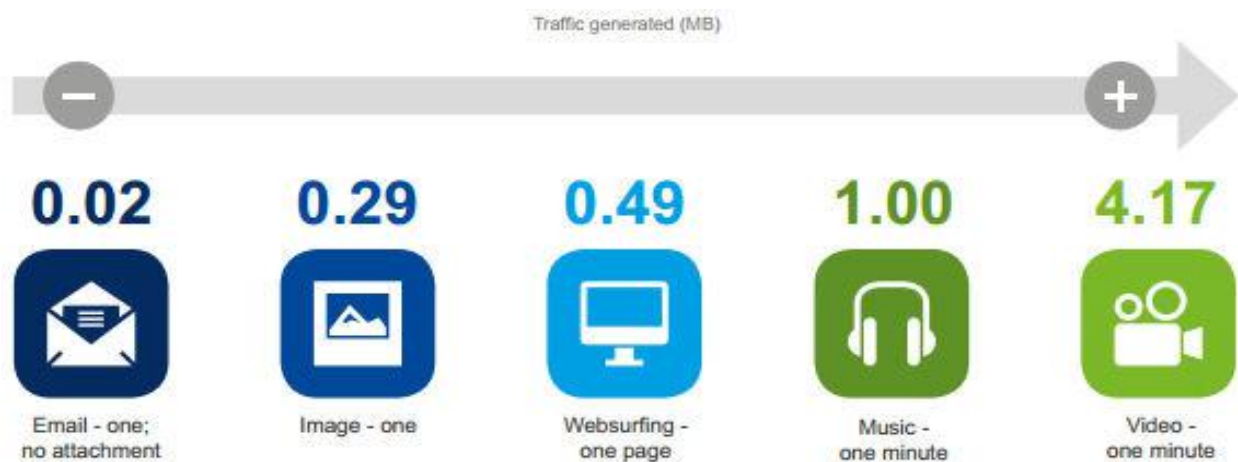 Traffic generated (MB)
0.02
0.29
0.49
1.00
4.17
Email - one;
no attachment
Image - one
Websurfing -
one page
Music -
one minute
Video -
one minute